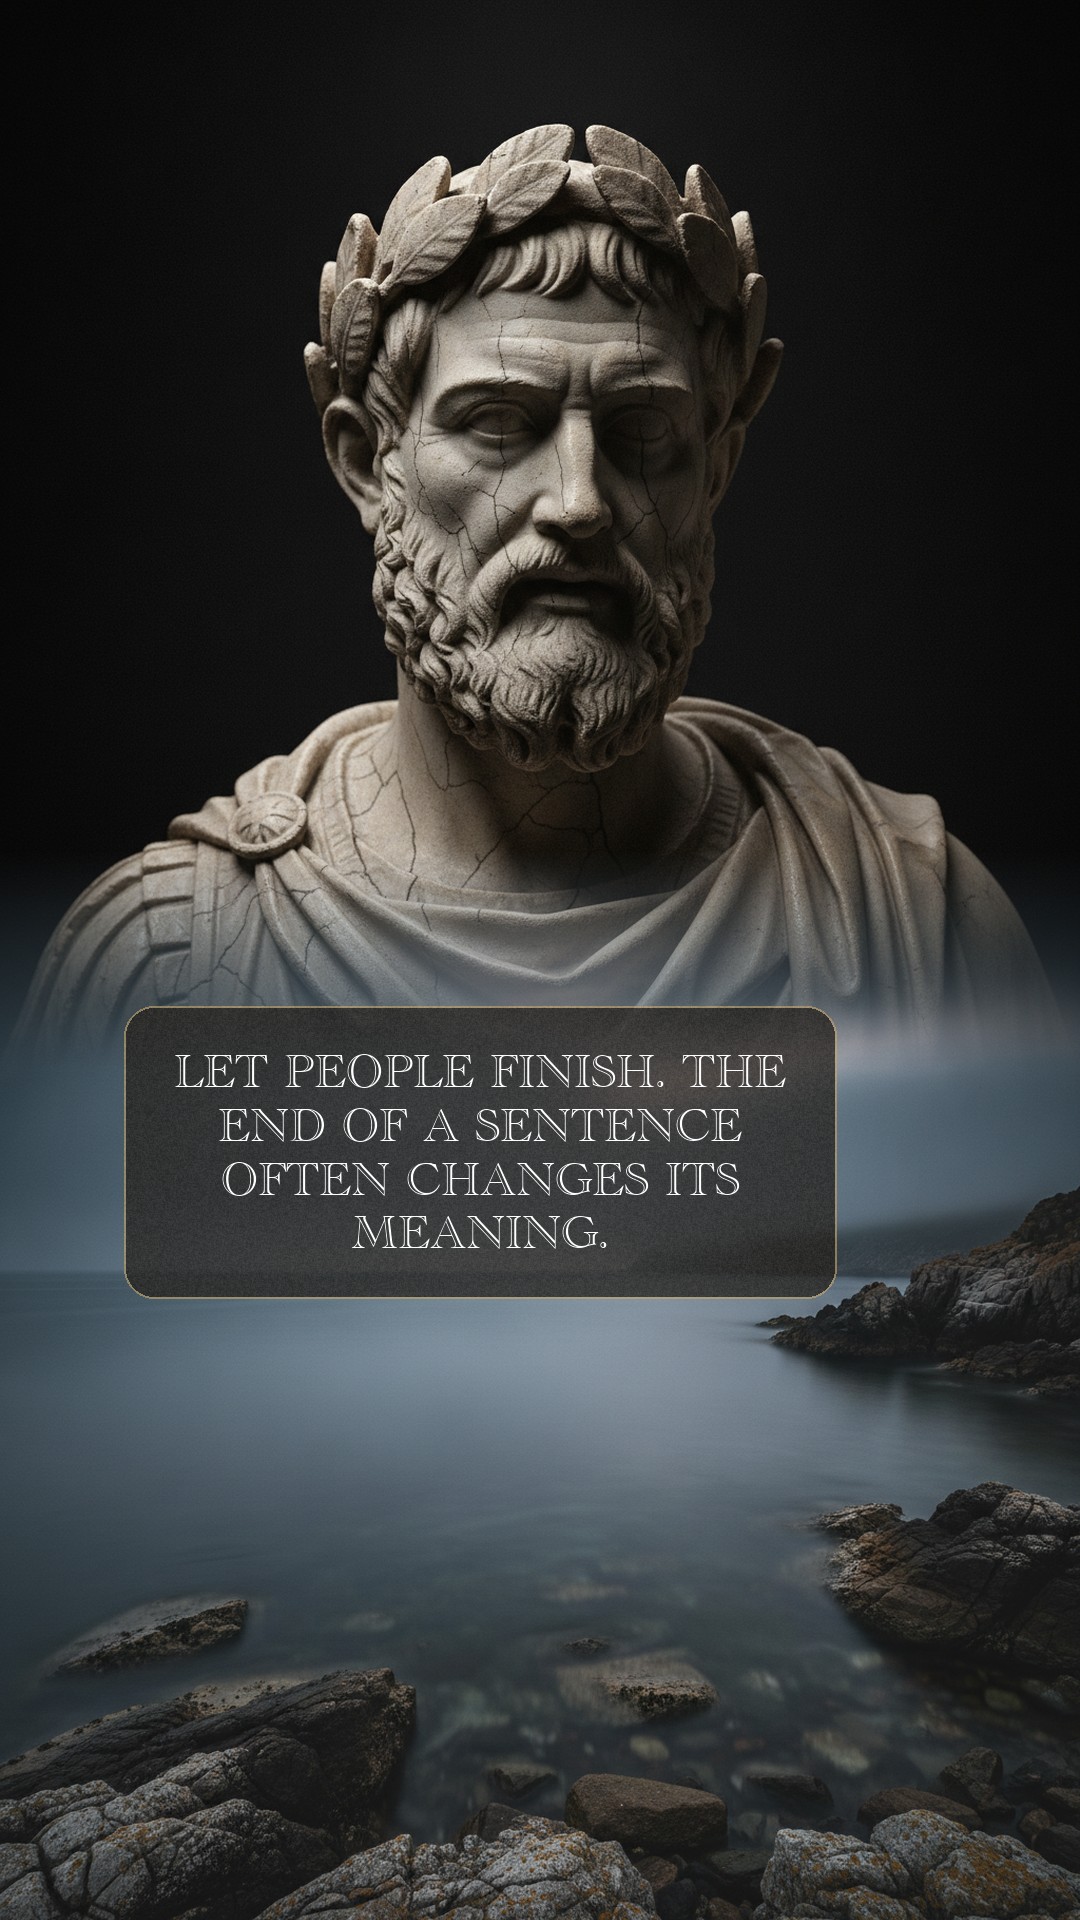 LET PEOPLE FINISH. THE
END OF A SENTENCE
OFTEN CHANGES ITS
MEANING.